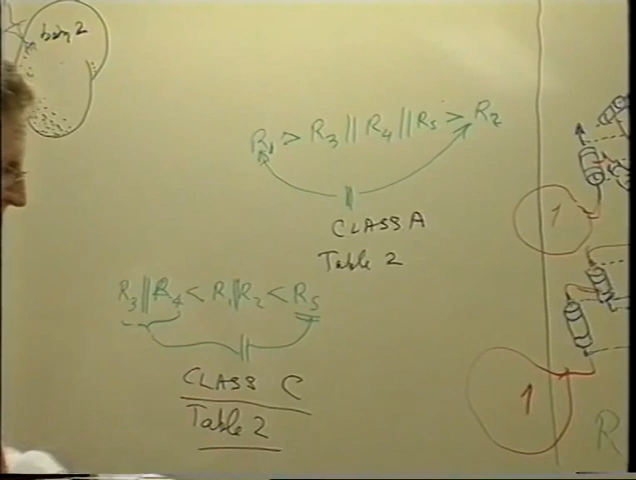 baby 2
R1 > R3 || R4 || R5 > R2
||
CLASS A
Table 2
1
R3 || R4 < R1 || R2 < R5
||
CLASS C
Table 2
1
R